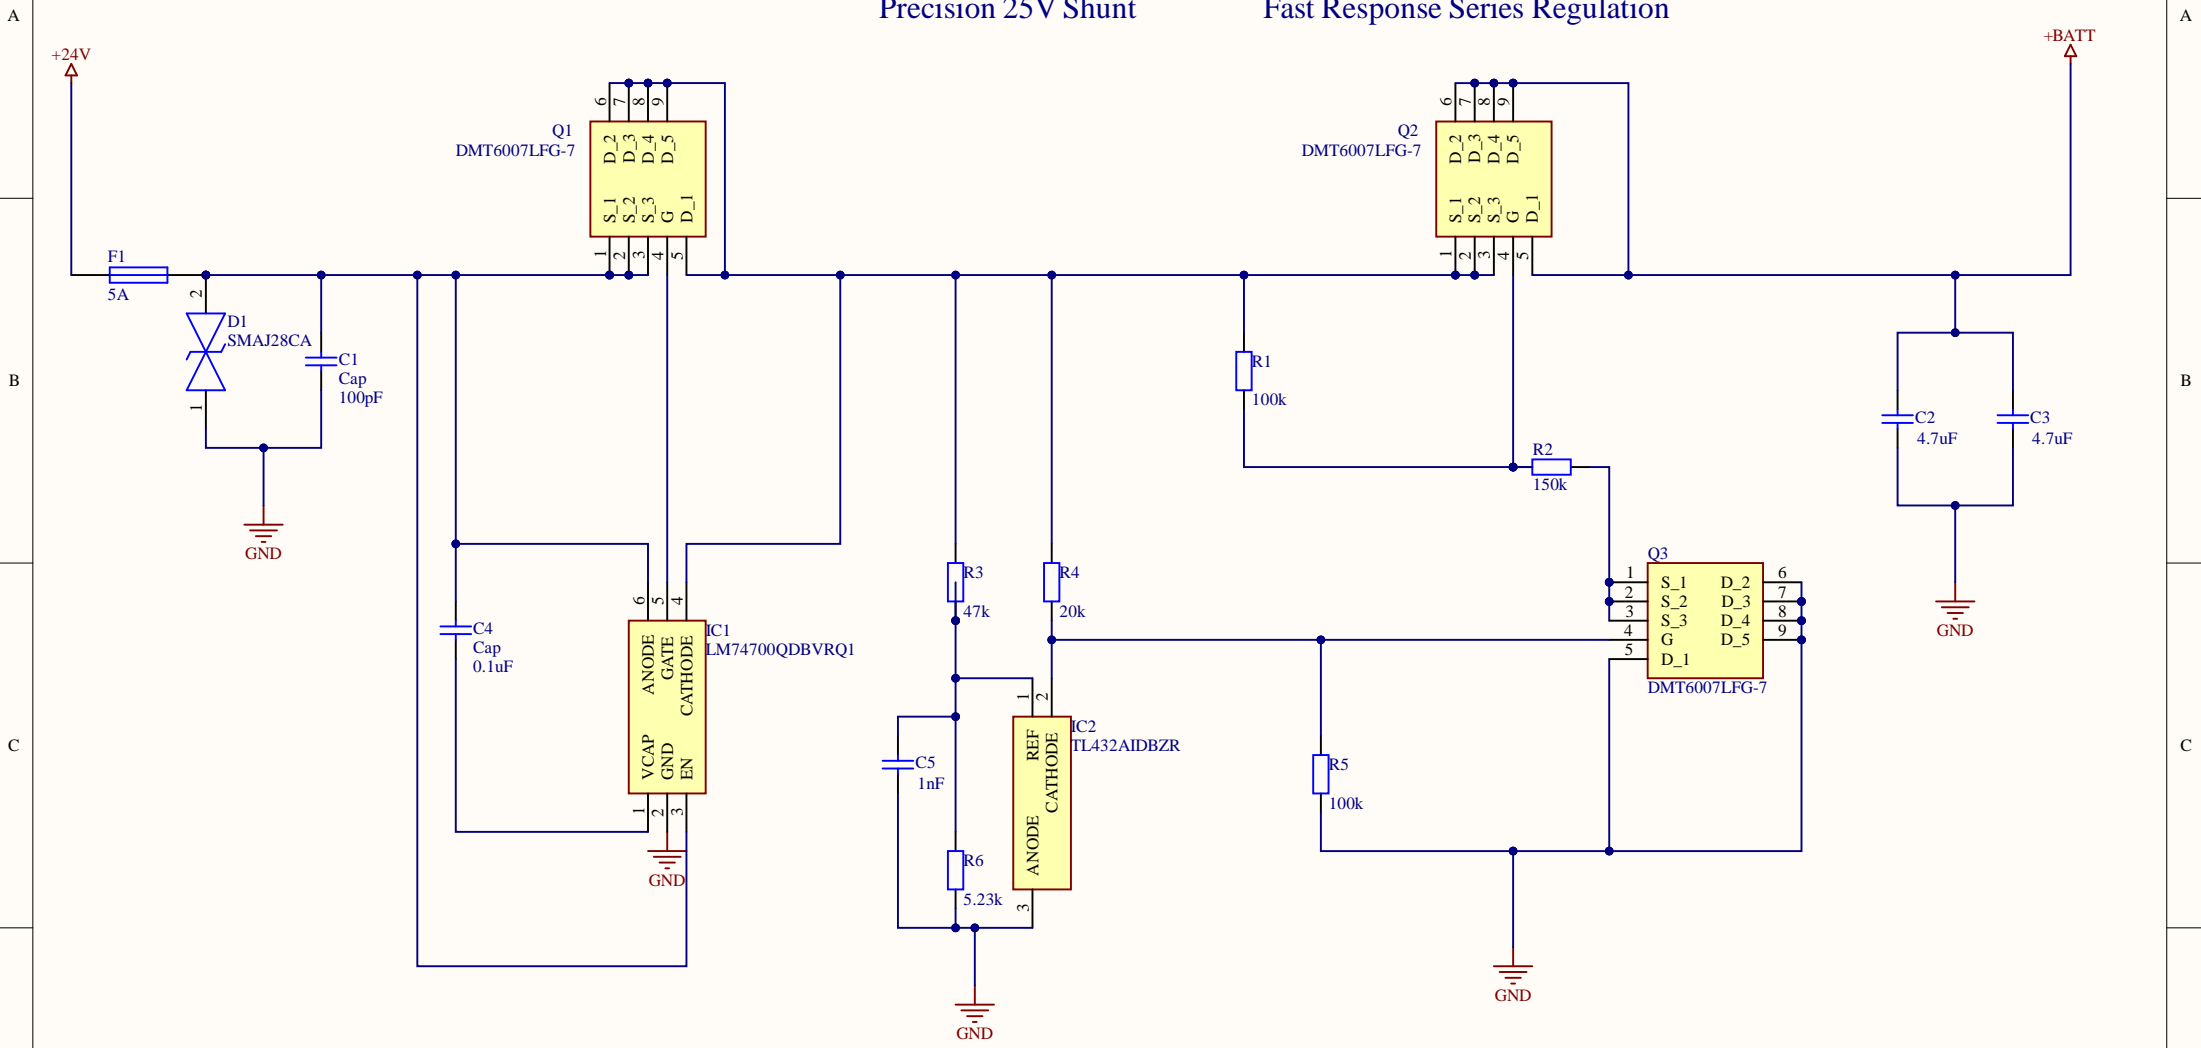 Precision 25V Shunt
Fast Response Series Regulation
A
A
+24V
+BATT
6
7
8
9
Q1
DMT6007LFG-7
D_2
D_3
D_4
D_5
S_1
S_2
S_3
G
D_1
1
2
3
4
5
6
7
8
9
Q2
DMT6007LFG-7
D_2
D_3
D_4
D_5
S_1
S_2
S_3
G
D_1
1
2
3
4
5
F1
5A
2
D1
SMAJ28CA
1
C1
Cap
100pF
GND
B
B
R1
100k
R2
150k
C2
4.7uF
C3
4.7uF
GND
C4
Cap
0.1uF
6
5
4
IC1
LM74700QDBVRQ1
ANODE
GATE
CATHODE
VCAP
GND
EN
1
2
3
GND
R3
47k
R4
20k
1
2
IC2
TL432AIDBZR
REF
CATHODE
ANODE
3
C5
1nF
R6
5.23k
GND
R5
100k
Q3
1
2
3
4
5
S_1
S_2
S_3
G
D_1
D_2
D_3
D_4
D_5
6
7
8
9
DMT6007LFG-7
GND
C
C